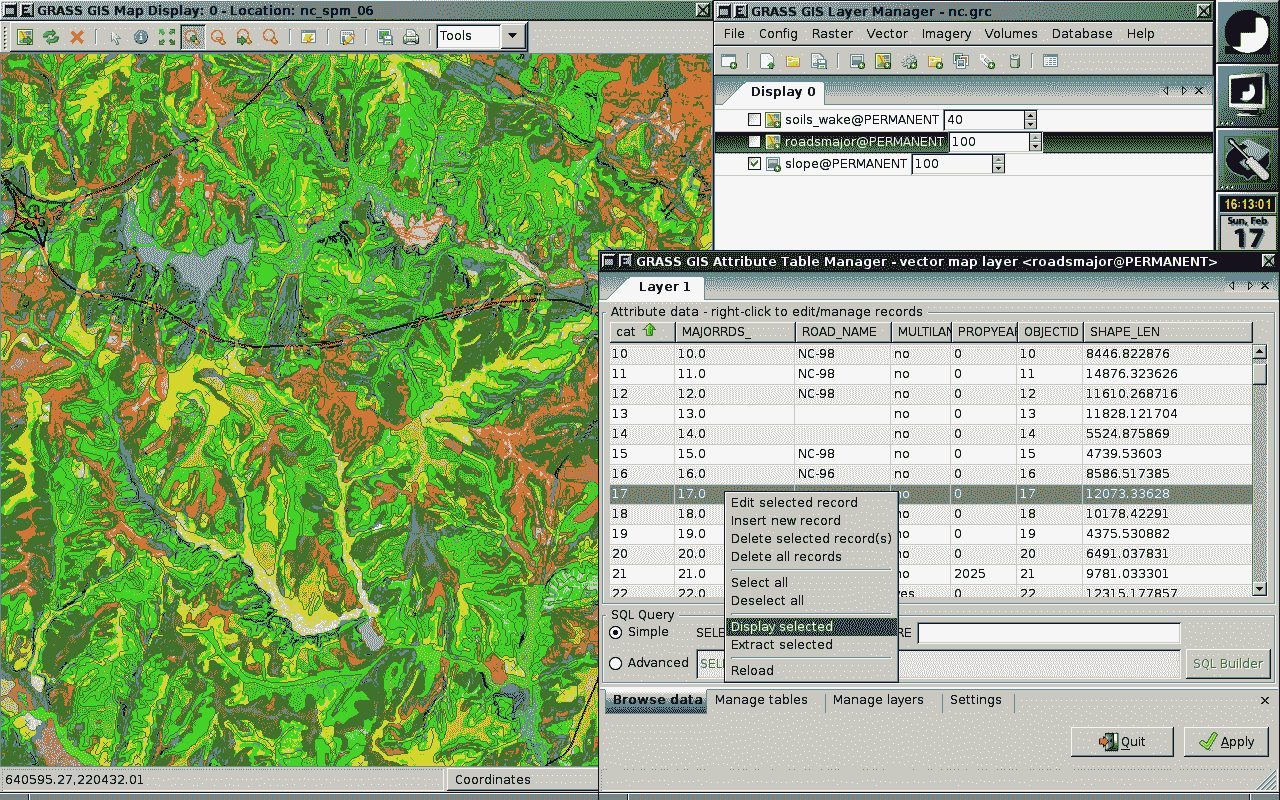 GRASS GIS Map Display: 0 - Location: nc_spm_06
Tools
640595.27,220432.01
Coordinates
GRASS GIS Layer Manager - nc.grc
File Config Raster Vector Imagery Volumes Database Help
Display 0
soils_wake@PERMANENT 40
roadsmajor@PERMANENT 100
slope@PERMANENT 100
16:13:01
Sun, Feb
17
GRASS GIS Attribute Table Manager - vector map layer <roadsmajor@PERMANENT>
Layer 1
Attribute data - right-click to edit/manage records
cat MAJORRDS_ ROAD_NAME MULTILAN PROPYEAR OBJECTID SHAPE_LEN
10 10.0 NC-98 no 0 10 8446.822876
11 11.0 NC-98 no 0 11 14876.323626
12 12.0 NC-98 no 0 12 11610.268716
13 13.0 no 0 13 11828.121704
14 14.0 no 0 14 5524.875869
15 15.0 NC-98 no 0 15 4739.53603
16 16.0 NC-96 no 0 16 8586.517385
17 17.0 no 0 17 12073.33628
18 18.0 no 0 18 10178.42291
19 19.0 no 0 19 4375.530882
20 20.0 no 0 20 6491.037831
21 21.0 no 2025 21 9781.033301
22 22.0 yes 0 22 12315.177857
Edit selected record
Insert new record
Delete selected record(s)
Delete all records
Select all
Deselect all
Display selected
Extract selected
Reload
SQL Query
Simple SELE RE
Advanced SELE
SQL Builder
Browse data Manage tables Manage layers Settings
Quit Apply